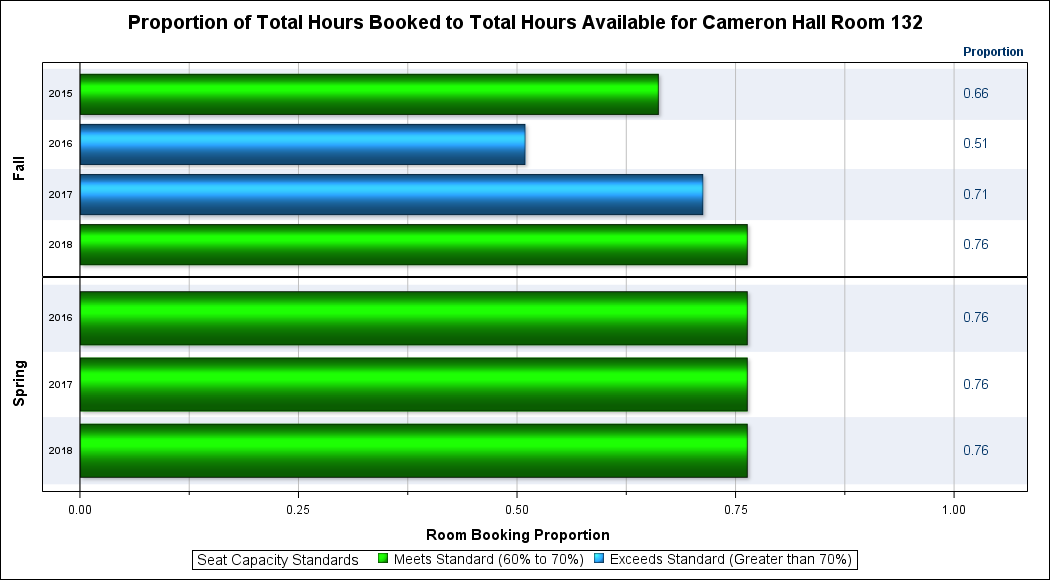 Proportion of Total Hours Booked to Total Hours Available for Cameron Hall Room 132
Proportion
Fall
2015 0.66
2016 0.51
2017 0.71
2018 0.76
Spring
2016 0.76
2017 0.76
2018 0.76
0.00 0.25 0.50 0.75 1.00
Room Booking Proportion
Seat Capacity Standards Meets Standard (60% to 70%) Exceeds Standard (Greater than 70%)